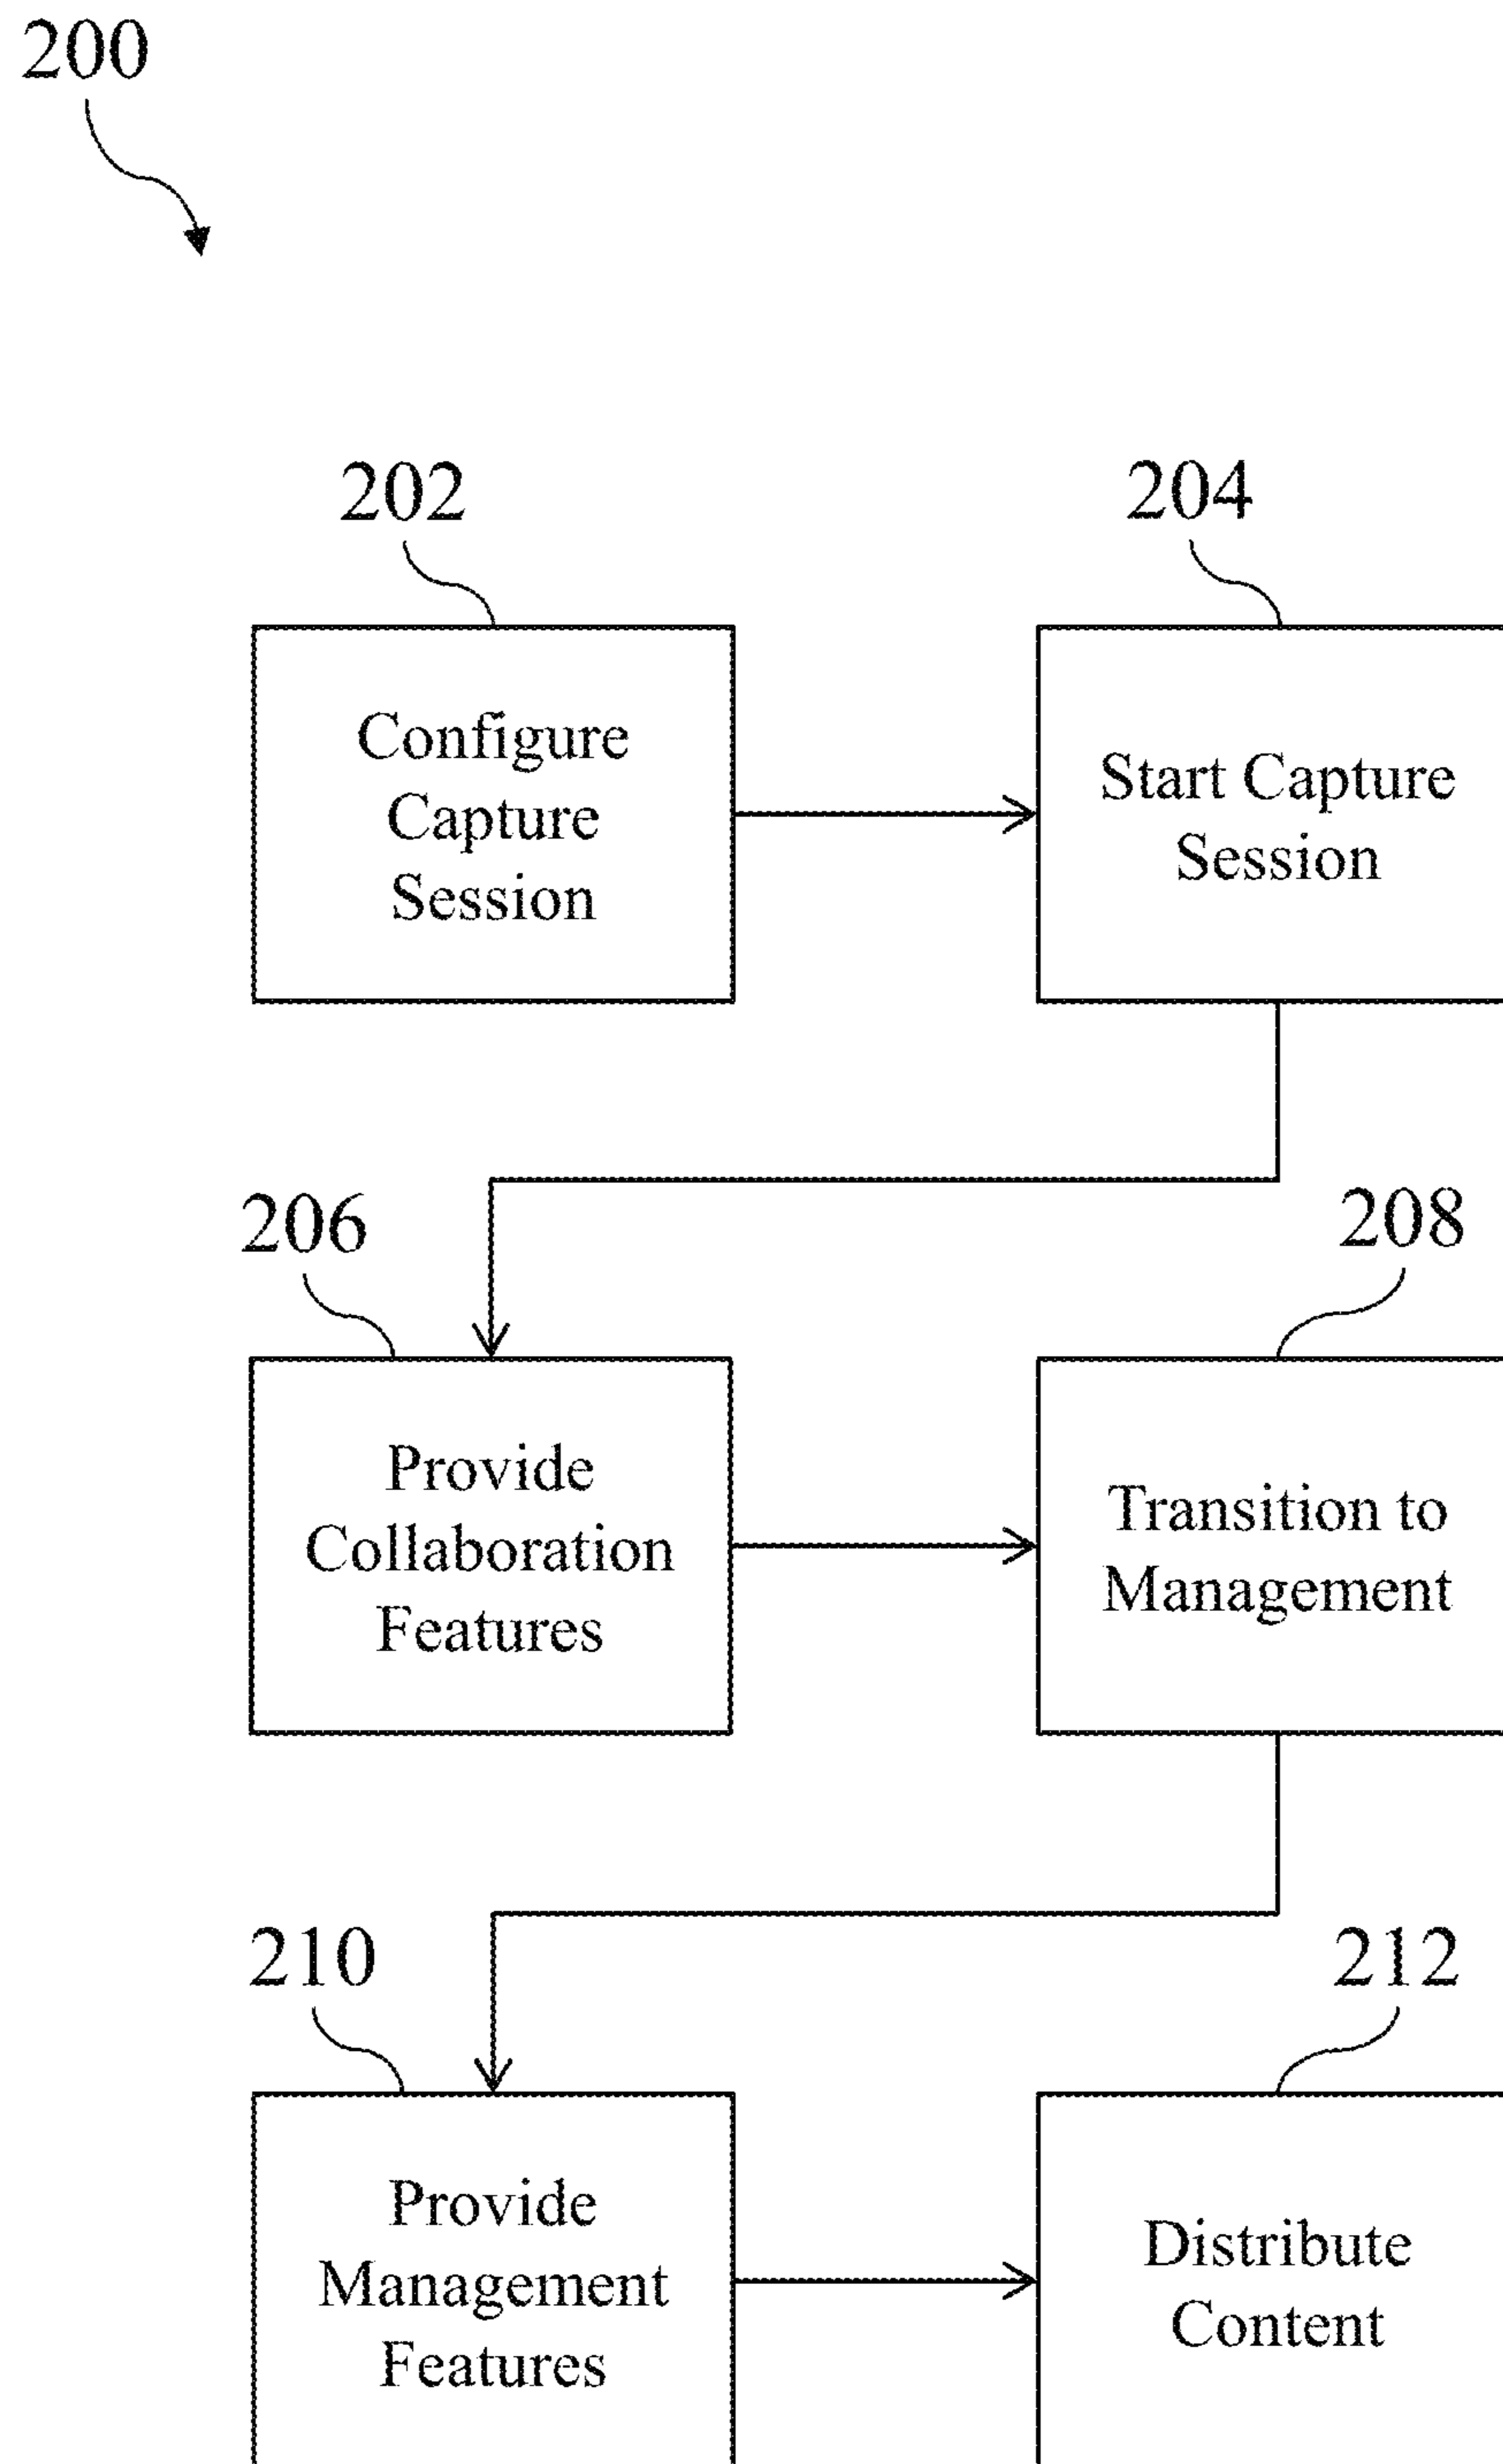 200
202
204
Configure
Capture
Session
Start Capture
Session
206
208
Provide
Collaboration
Features
Transition to
Management
210
212
Provide
Management
Features
Distribute
Content